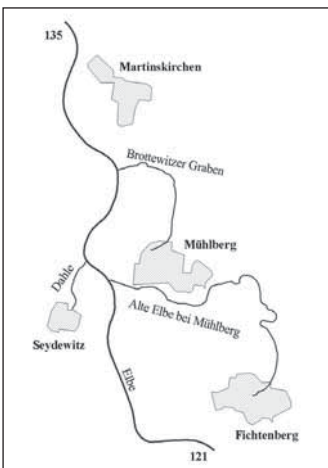 135
Martinskirchen
Brottewitzer Graben
Mühlberg
Dahle
Alte Elbe bei Mühlberg
Seydewitz
Elbe
Fichtenberg
121